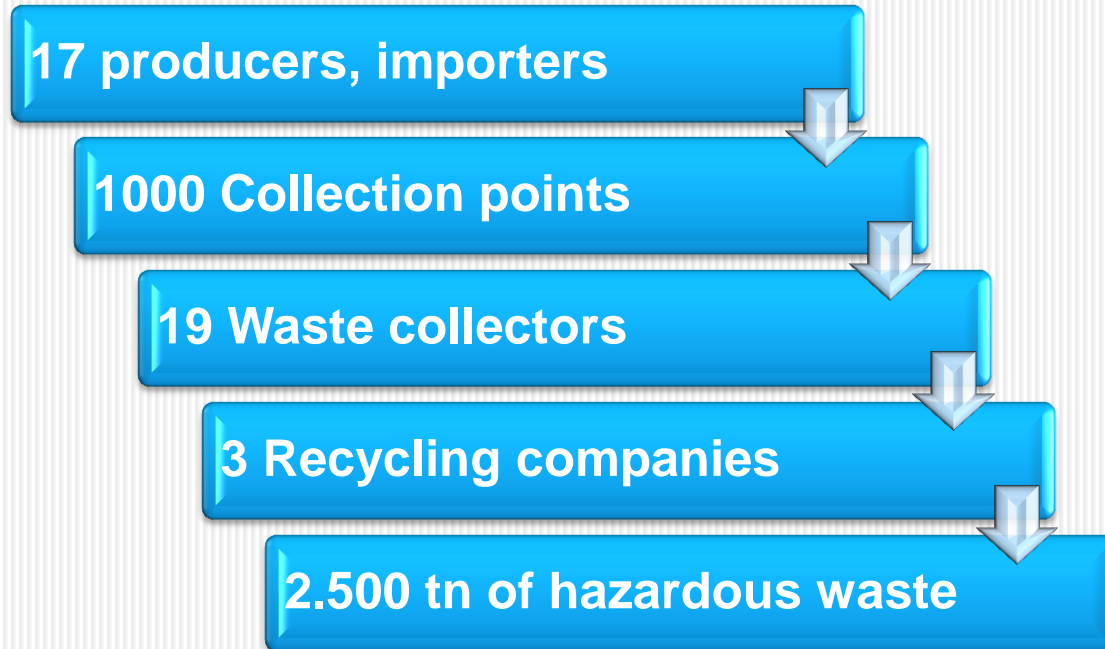 17 producers, importers
1000 Collection points
19 Waste collectors
3 Recycling companies
2.500 tn of hazardous waste